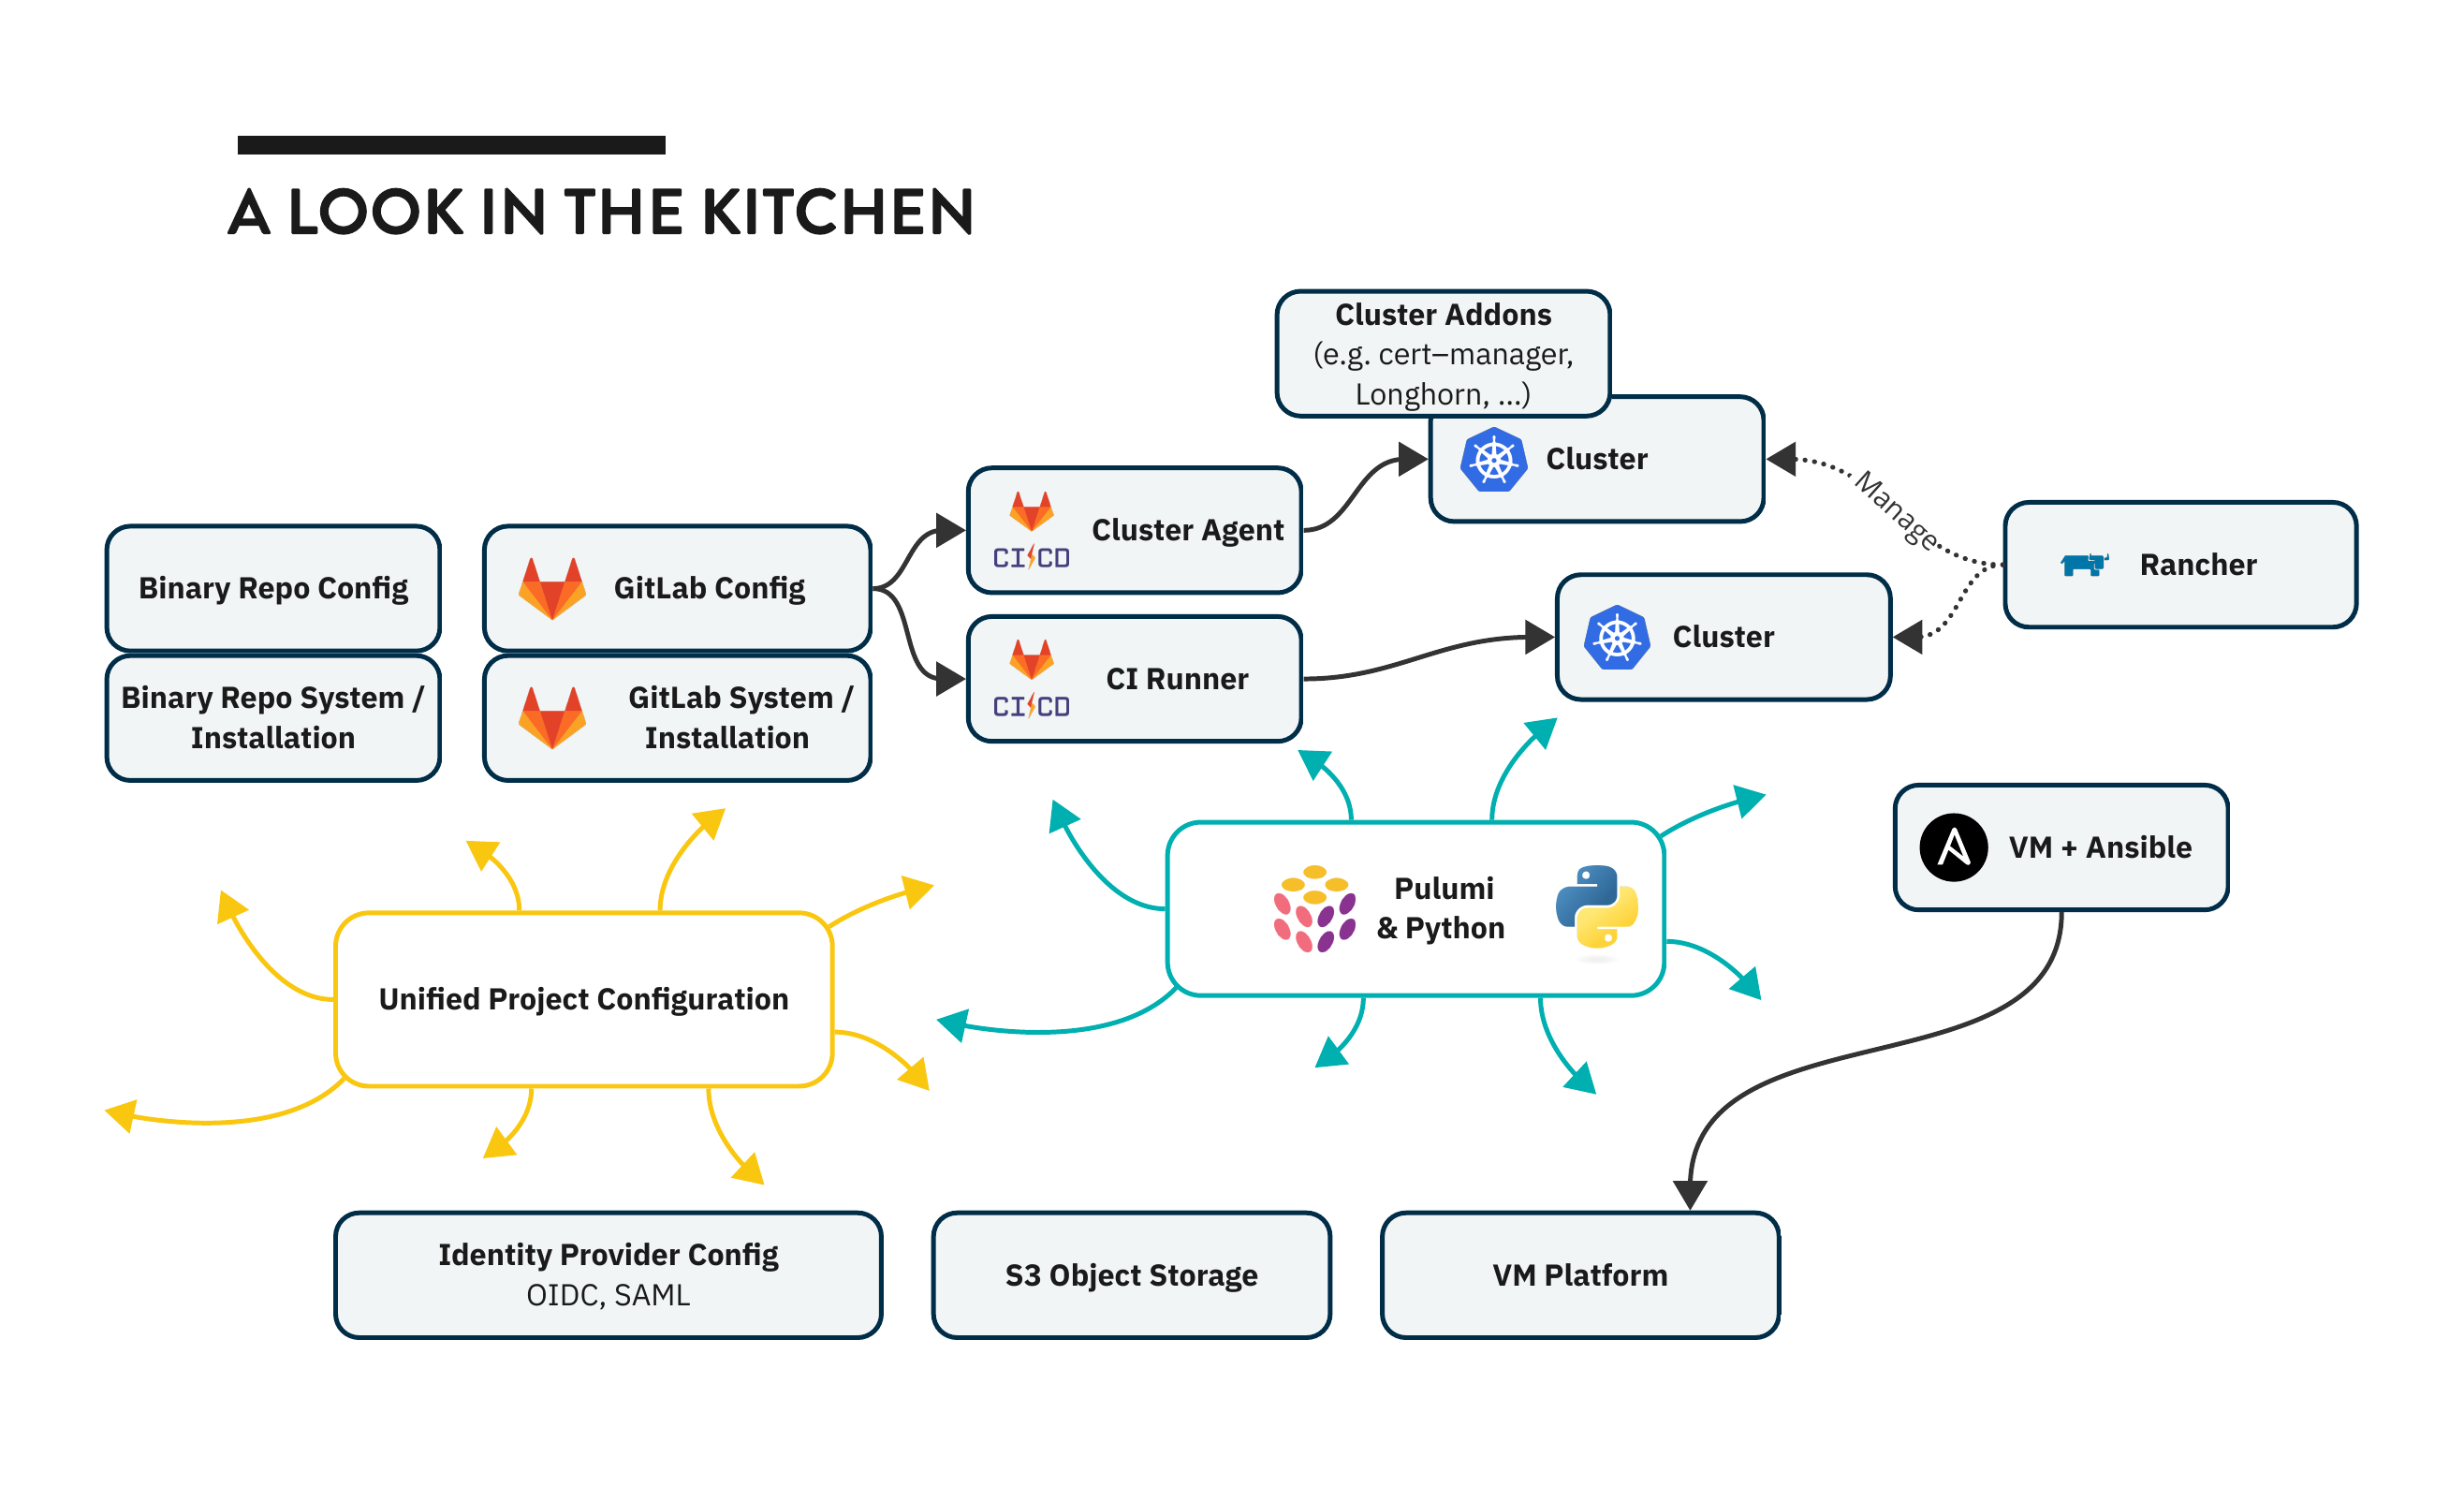 A LOOK IN THE KITCHEN
Cluster Addons
(e.g. cert–manager,
Longhorn, ...)
Cluster
Manage
Rancher
Cluster Agent
CI CD
Binary Repo Config
GitLab Config
Cluster
CI Runner
CI CD
Binary Repo System /
Installation
GitLab System /
Installation
VM + Ansible
Pulumi
& Python
Unified Project Configuration
Identity Provider Config
OIDC, SAML
S3 Object Storage
VM Platform